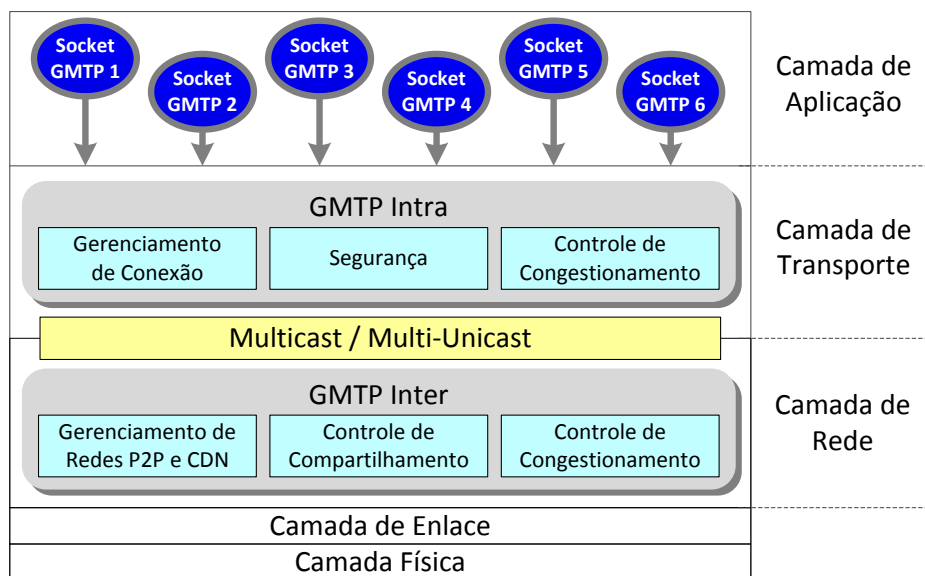 Socket
GMTP 1
Socket
GMTP 2
Socket
GMTP 3
Socket
GMTP 4
Socket
GMTP 5
Socket
GMTP 6
Camada de
Aplicação
GMTP Intra
Gerenciamento
de Conexão
Segurança
Controle de
Congestionamento
Camada de
Transporte
Multicast / Multi-Unicast
GMTP Inter
Gerenciamento de
Redes P2P e CDN
Controle de
Compartilhamento
Controle de
Congestionamento
Camada de
Rede
Camada de Enlace
Camada Física